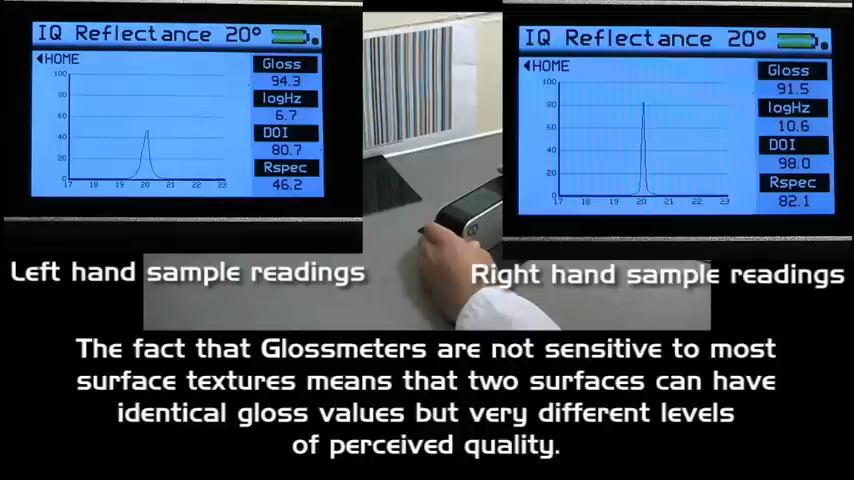 IQ Reflectance 20°
HOME
Gloss
94.3
logHz
6.7
DOI
80.7
Rspec
46.2
100
80
60
40
20
0
17 18 19 20 21 22 23
IQ Reflectance 20°
HOME
Gloss
91.5
logHz
10.6
DOI
98.0
Rspec
82.1
100
80
60
40
20
0
17 18 19 20 21 22 23
IQ
Left hand sample readings
Right hand sample readings
The fact that Glossmeters are not sensitive to most
surface textures means that two surfaces can have
identical gloss values but very different levels
of perceived quality.